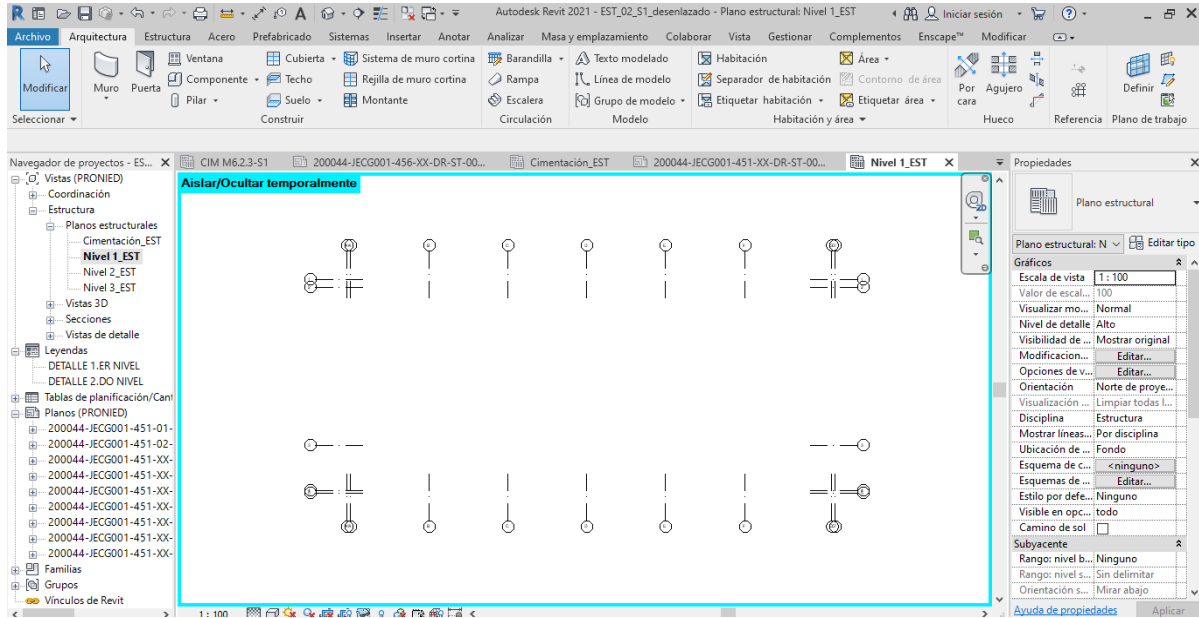 Autodesk Revit 2021 - EST_02_S1_desenlazado - Plano estructural: Nivel 1_EST
Iniciar sesión
Archivo Arquitectura Estructura Acero Prefabricado Sistemas Insertar Anotar Analizar Masa y emplazamiento Colaborar Vista Gestionar Complementos Enscape™ Modificar
Modificar
Muro
Puerta
Ventana
Componente
Pilar
Cubierta
Techo
Suelo
Sistema de muro cortina
Rejilla de muro cortina
Montante
Barandilla
Rampa
Escalera
Texto modelado
Línea de modelo
Grupo de modelo
Habitación
Separador de habitación
Etiquetar habitación
Área
Contorno de área
Etiquetar área
Por cara
Agujero
Definir
Seleccionar
Construir
Circulación
Modelo
Habitación y área
Hueco
Referencia
Plano de trabajo
Navegador de proyectos - ES...
CIM M6.2.3-S1
200044-JECG001-456-XX-DR-ST-00...
Cimentación_EST
200044-JECG001-451-XX-DR-ST-00...
Nivel 1_EST
Vistas (PRONIED)
Coordinación
Estructura
Planos estructurales
Cimentación_EST
Nivel 1_EST
Nivel 2_EST
Nivel 3_EST
Vistas 3D
Secciones
Vistas de detalle
Leyendas
DETALLE 1.ER NIVEL
DETALLE 2.DO NIVEL
Tablas de planificación/Cant
Planos (PRONIED)
200044-JECG001-451-01-
200044-JECG001-451-02-
200044-JECG001-451-XX-
200044-JECG001-451-XX-
200044-JECG001-451-XX-
200044-JECG001-451-XX-
200044-JECG001-451-XX-
200044-JECG001-451-XX-
200044-JECG001-451-XX-
Familias
Grupos
Vínculos de Revit
Aislar/Ocultar temporalmente
2D
1 : 100
Propiedades
Plano estructural
Plano estructural: N
Editar tipo
Gráficos
Escala de vista 1 : 100
Valor de escal... 100
Visualizar mo... Normal
Nivel de detalle Alto
Visibilidad de ... Mostrar original
Modificacion... Editar...
Opciones de v... Editar...
Orientación Norte de proye...
Visualización ... Limpiar todas l...
Disciplina Estructura
Mostrar líneas... Por disciplina
Ubicación de ... Fondo
Esquema de c... <ninguno>
Esquemas de ... Editar...
Estilo por defe... Ninguno
Visible en opc... todo
Camino de sol
Subyacente
Rango: nivel b... Ninguno
Rango: nivel s... Sin delimitar
Orientación s... Mirar abajo
Ayuda de propiedades
Aplicar